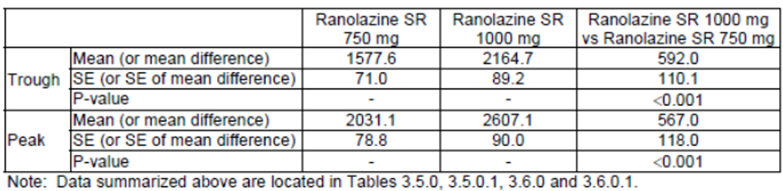 Ranolazine SR 750 mg Ranolazine SR 1000 mg Ranolazine SR 1000 mg vs Ranolazine SR 750 mg
Trough Mean (or mean difference) 1577.6 2164.7 592.0
SE (or SE of mean difference) 71.0 89.2 110.1
P-value - - <0.001
Peak Mean (or mean difference) 2031.1 2607.1 567.0
SE (or SE of mean difference) 78.8 90.0 118.0
P-value - - <0.001
Note: Data summarized above are located in Tables 3.5.0, 3.5.0.1, 3.6.0 and 3.6.0.1.